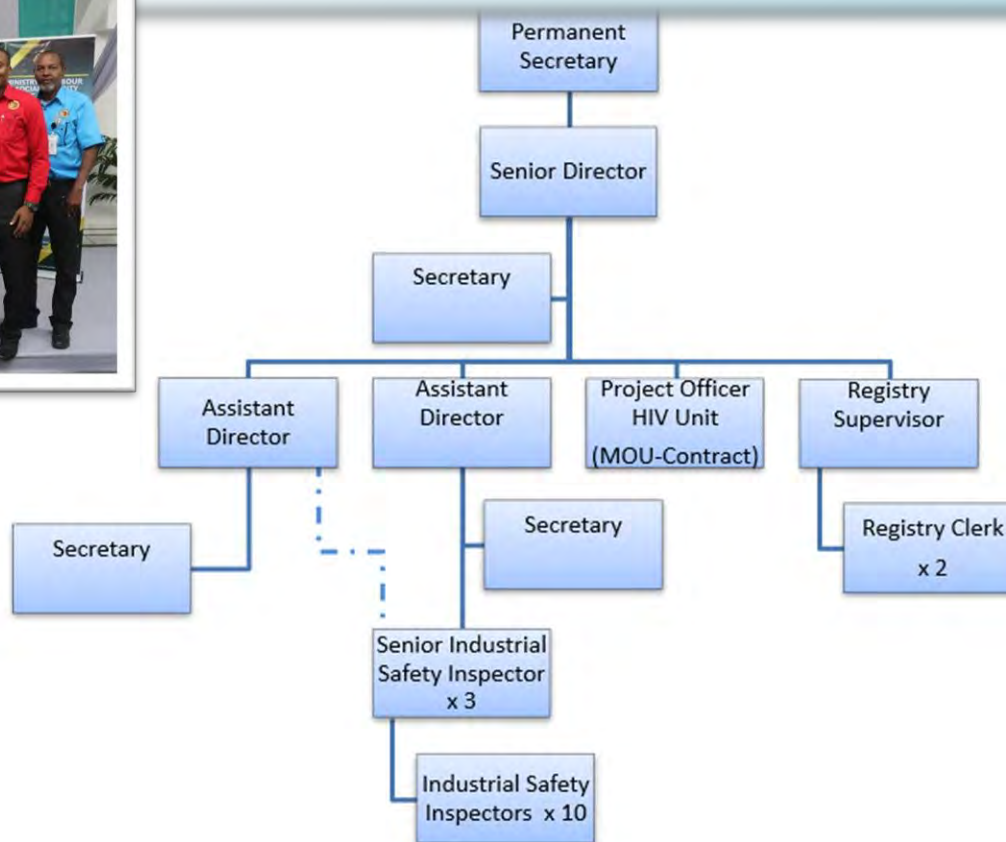 Permanent
Secretary
Senior Director
Secretary
Assistant
Director
Assistant
Director
Project Officer
HIV Unit
(MOU-Contract)
Registry
Supervisor
Secretary
Secretary
Registry Clerk
x 2
Senior Industrial
Safety Inspector
x 3
Industrial Safety
Inspectors x 10